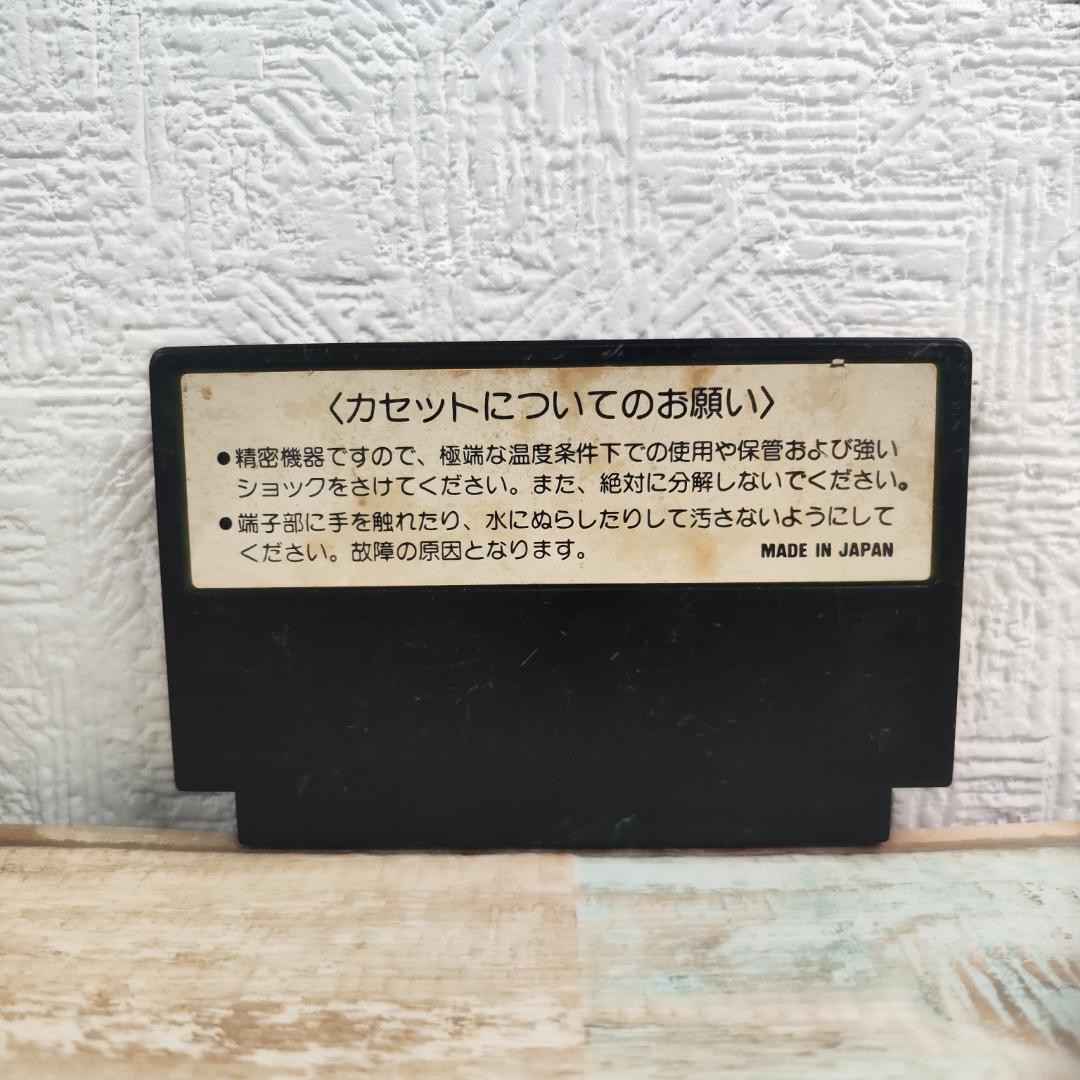 〈カセットについてのお願い〉
●精密機器ですので、極端な温度条件下での使用や保管および強い
ショックをさけてください。また、絶対に分解しないでください。
●端子部に手を触れたり、水にぬらしたりして汚さないようにして
ください。故障の原因となります。
MADE IN JAPAN